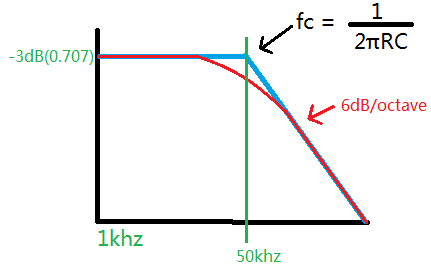 fc = 1
2πRC
-3dB(0.707)
6dB/octave
1khz
50khz